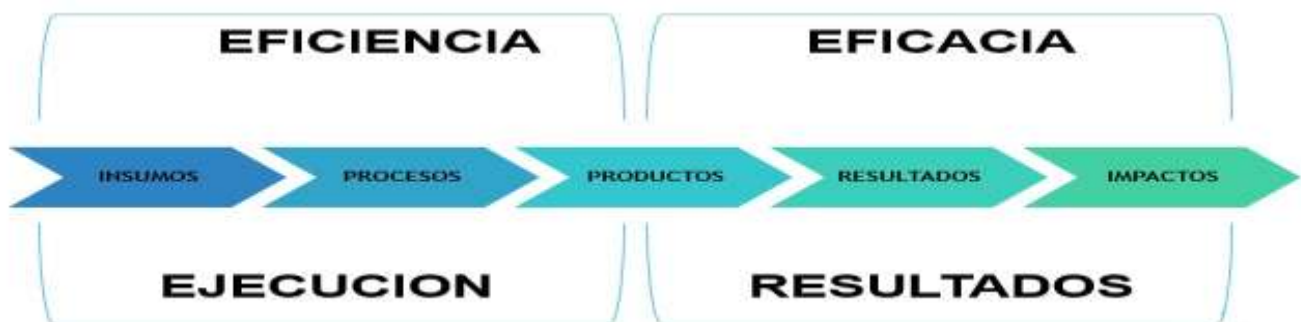 EFICIENCIA EFICACIA
INSUMOS PROCESOS PRODUCTOS RESULTADOS IMPACTOS
EJECUCION RESULTADOS